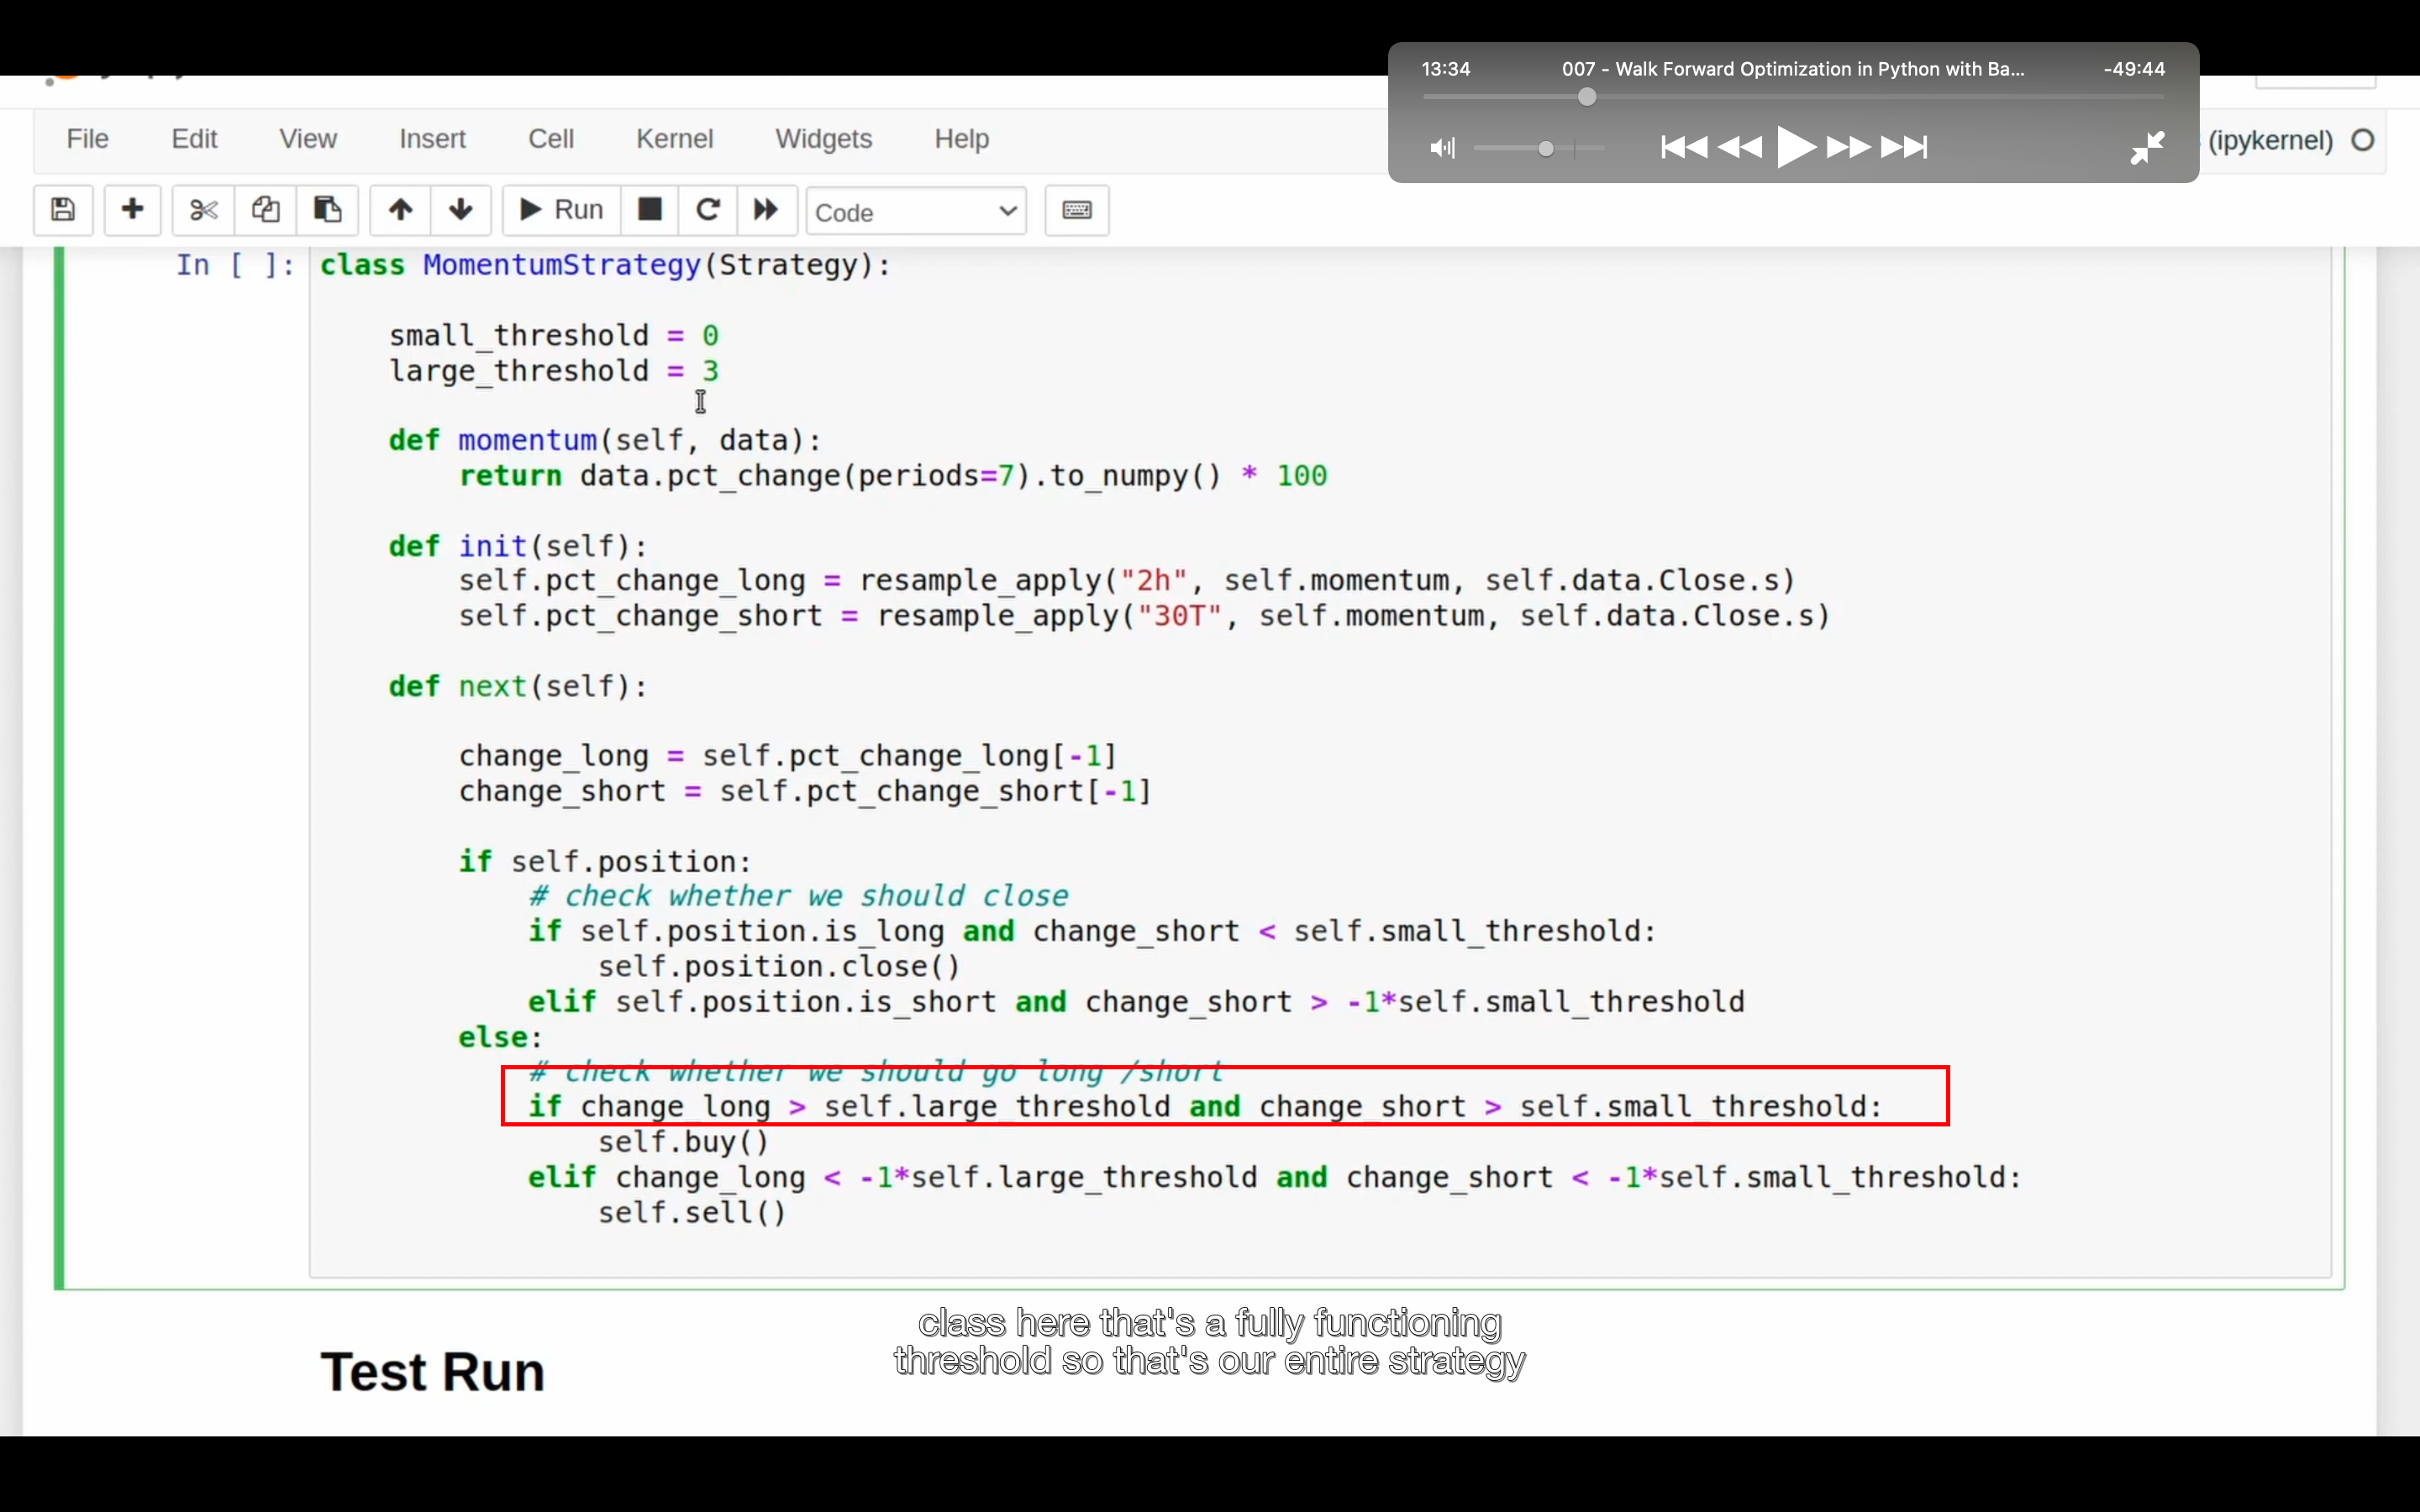 13:34 007 - Walk Forward Optimization in Python with Ba... -49:44
File Edit View Insert Cell Kernel Widgets Help
(ipykernel)
Run Code
In [ ]: class MomentumStrategy(Strategy):
small_threshold = 0
large_threshold = 3
def momentum(self, data):
return data.pct_change(periods=7).to_numpy() * 100
def init(self):
self.pct_change_long = resample_apply("2h", self.momentum, self.data.Close.s)
self.pct_change_short = resample_apply("30T", self.momentum, self.data.Close.s)
def next(self):
change_long = self.pct_change_long[-1]
change_short = self.pct_change_short[-1]
if self.position:
# check whether we should close
if self.position.is_long and change_short < self.small_threshold:
self.position.close()
elif self.position.is_short and change_short > -1*self.small_threshold
else:
# check whether we should go long /short
if change_long > self.large_threshold and change_short > self.small_threshold:
self.buy()
elif change_long < -1*self.large_threshold and change_short < -1*self.small_threshold:
self.sell()
class here that's a fully functioning
threshold so that's our entire strategy
Test Run